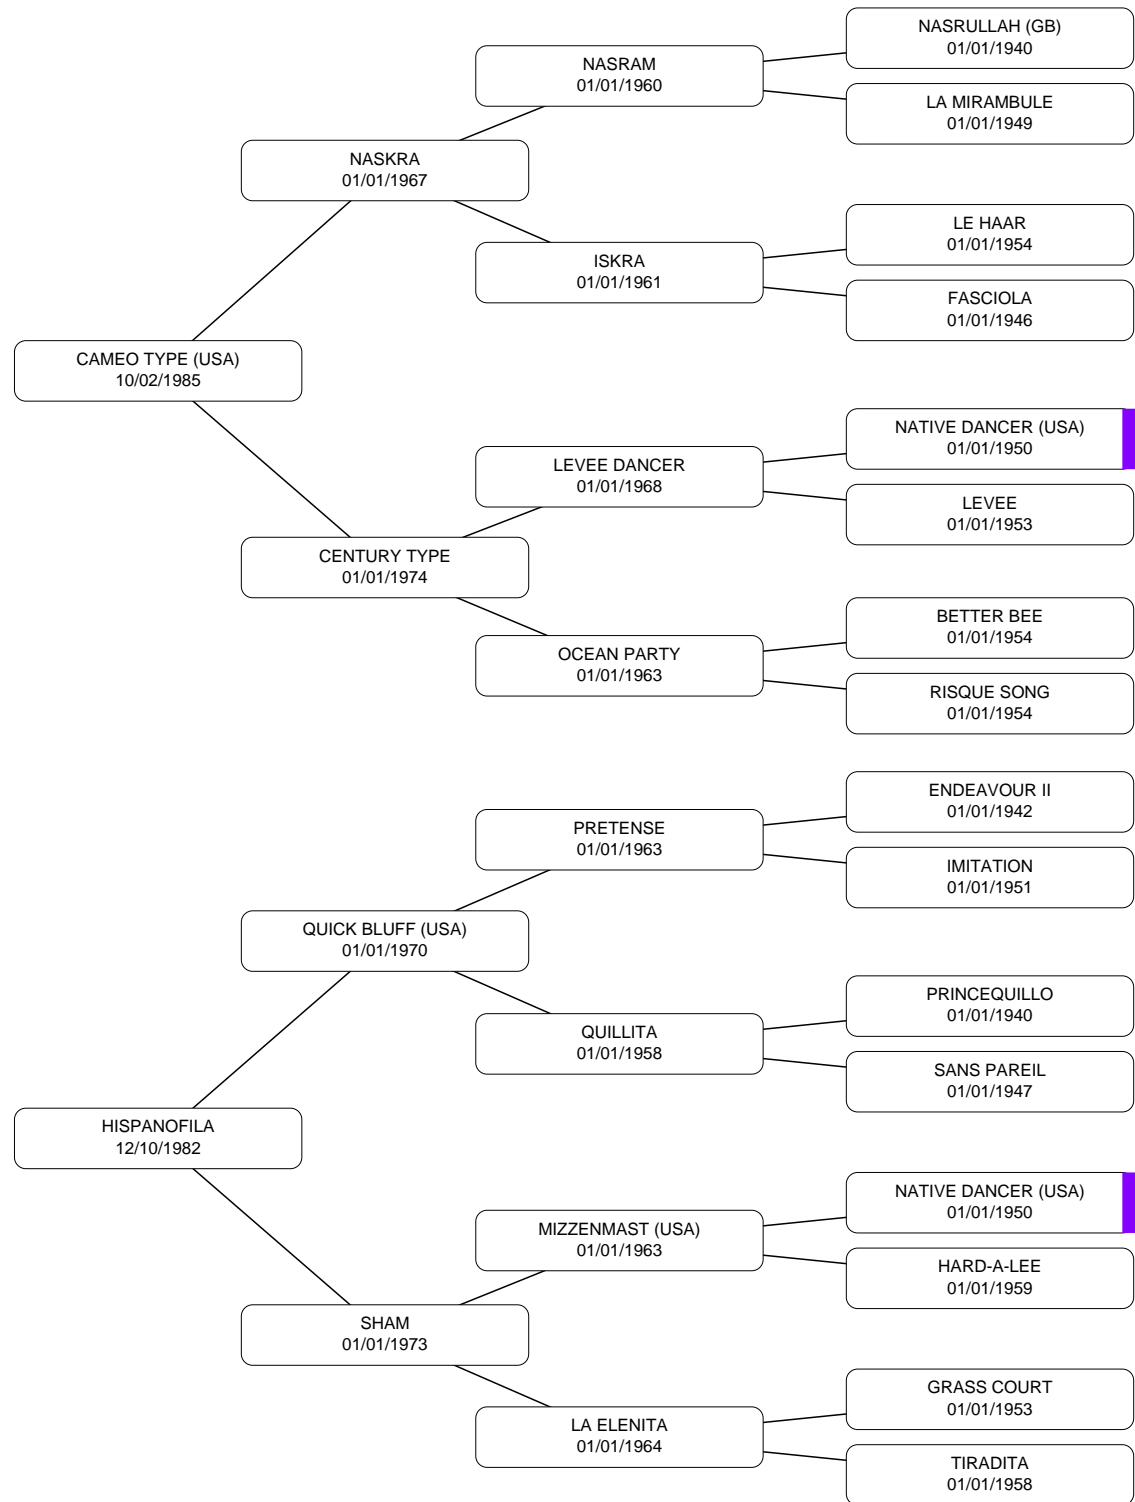 NASRULLAH (GB)
01/01/1940
NASRAM
01/01/1960
LA MIRAMBULE
01/01/1949
NASKRA
01/01/1967
LE HAAR
01/01/1954
ISKRA
01/01/1961
FASCIOLA
01/01/1946
CAMEO TYPE (USA)
10/02/1985
NATIVE DANCER (USA)
01/01/1950
LEVEE DANCER
01/01/1968
LEVEE
01/01/1953
CENTURY TYPE
01/01/1974
BETTER BEE
01/01/1954
OCEAN PARTY
01/01/1963
RISQUE SONG
01/01/1954
ENDEAVOUR II
01/01/1942
PRETENSE
01/01/1963
IMITATION
01/01/1951
QUICK BLUFF (USA)
01/01/1970
PRINCEQUILLO
01/01/1940
QUILLITA
01/01/1958
SANS PAREIL
01/01/1947
HISPANOFILA
12/10/1982
NATIVE DANCER (USA)
01/01/1950
MIZZENMAST (USA)
01/01/1963
HARD-A-LEE
01/01/1959
SHAM
01/01/1973
GRASS COURT
01/01/1953
LA ELENITA
01/01/1964
TIRADITA
01/01/1958